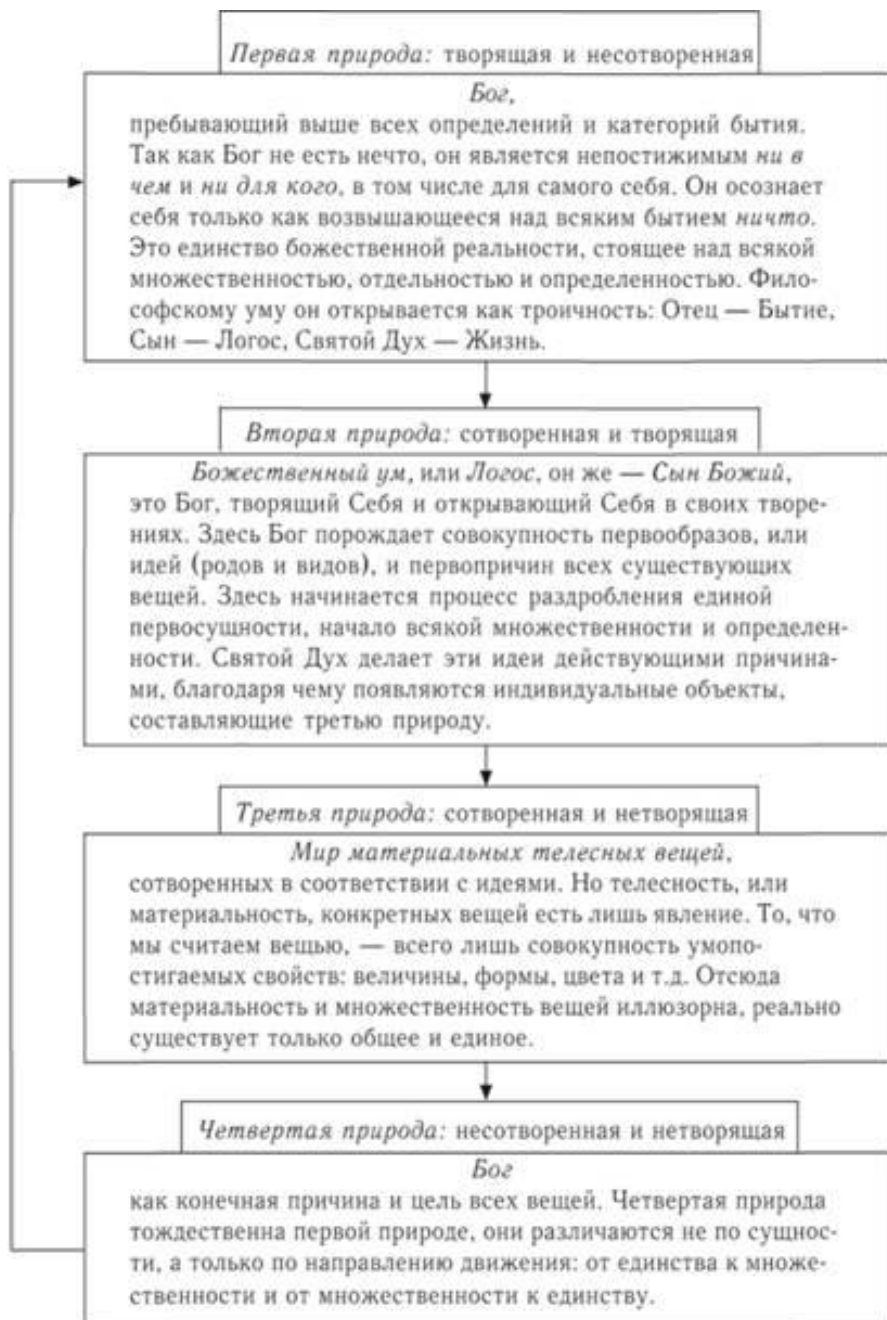 Первая природа: творящая и несотворенная
Бог,
пребывающий выше всех определений и категорий бытия.
Так как Бог не есть нечто, он является непостижимым ни в
чем и ни для кого, в том числе для самого себя. Он осознает
себя только как возвышающееся над всяким бытием ничто.
Это единство божественной реальности, стоящее над всякой
множественностью, отдельностью и определенностью. Фило-
софскому уму он открывается как троичность: Отец — Бытие,
Сын — Логос, Святой Дух — Жизнь.
Вторая природа: сотворенная и творящая
Божественный ум, или Логос, он же — Сын Божий,
это Бог, творящий Себя и открывающий Себя в своих творе-
ниях. Здесь Бог порождает совокупность первообразов, или
идей (родов и видов), и первопричин всех существующих
вещей. Здесь начинается процесс раздробления единой
первосущности, начало всякой множественности и определен-
ности. Святой Дух делает эти идеи действующими причина-
ми, благодаря чему появляются индивидуальные объекты,
составляющие третью природу.
Третья природа: сотворенная и нетворящая
Мир материальных телесных вещей,
сотворенных в соответствии с идеями. Но телесность, или
материальность, конкретных вещей есть лишь явление. То, что
мы считаем вещью, — всего лишь совокупность умопо-
стигаемых свойств: величины, формы, цвета и т.д. Отсюда
материальность и множественность вещей иллюзорна, реально
существует только общее и единое.
Четвертая природа: несотворенная и нетворящая
Бог
как конечная причина и цель всех вещей. Четвертая природа
тождественна первой природе, они различаются не по сущнос-
ти, а только по направлению движения: от единства к множе-
ственности и от множественности к единству.